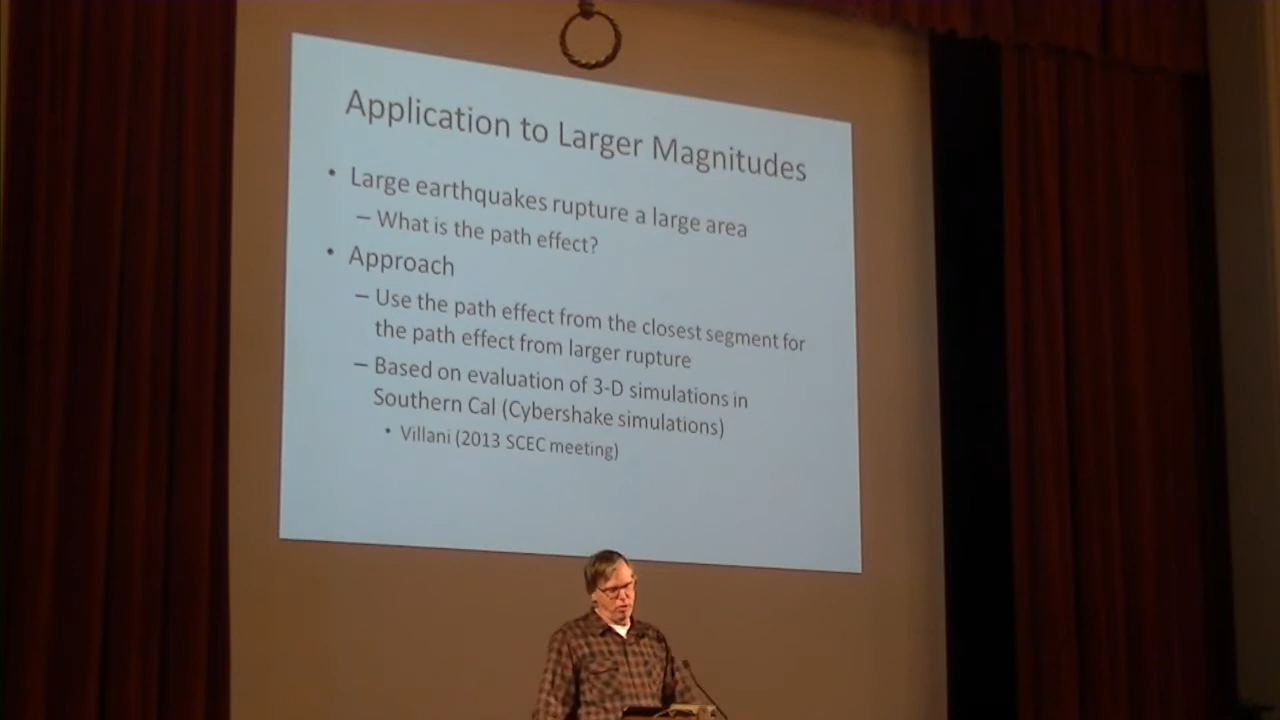 Application to Larger Magnitudes
• Large earthquakes rupture a large area
– What is the path effect?
• Approach
– Use the path effect from the closest segment for
the path effect from larger rupture
– Based on evaluation of 3-D simulations in
Southern Cal (Cybershake simulations)
• Villani (2013 SCEC meeting)